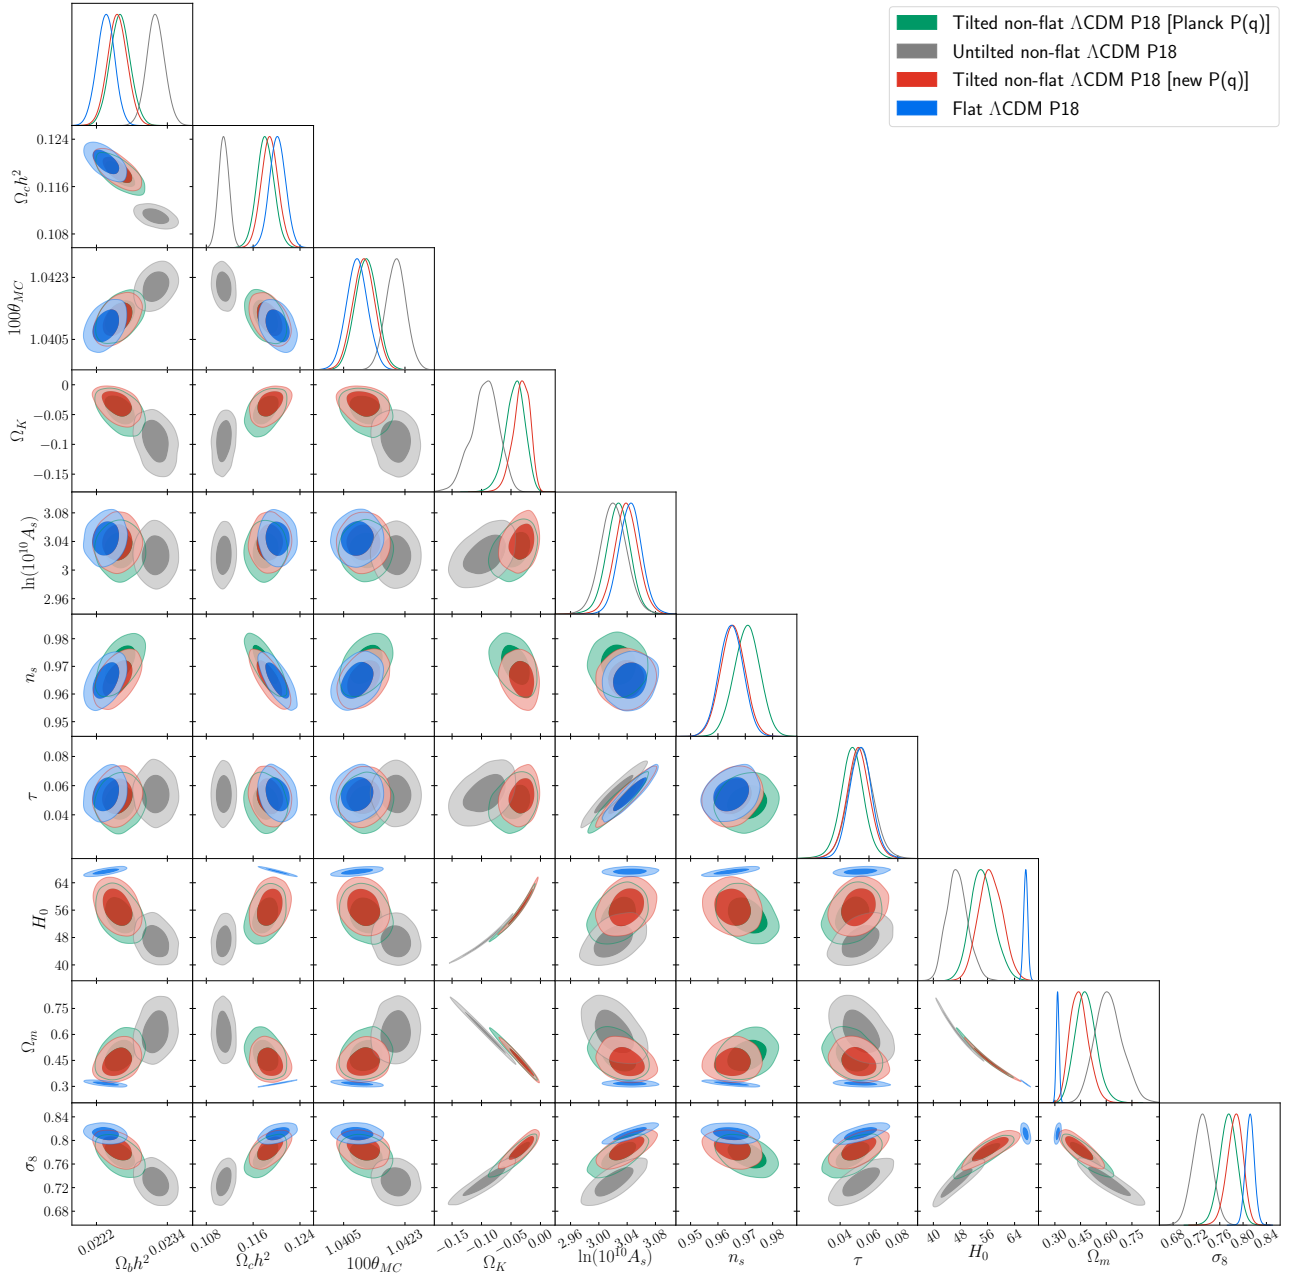 Tilted non-flat ΛCDM P18 [Planck P(q)]
Untilted non-flat ΛCDM P18
Tilted non-flat ΛCDM P18 [new P(q)]
Flat ΛCDM P18
0.124
0.116
0.108
Ω_c h²
1.0423
1.0405
100θ_MC
0
−0.05
−0.1
−0.15
Ω_K
3.08
3.04
3
2.96
ln(10¹⁰ A_s)
0.98
0.97
0.96
0.95
n_s
0.08
0.06
0.04
τ
64
56
48
40
H_0
0.75
0.6
0.45
0.3
Ω_m
0.84
0.8
0.76
0.72
0.68
σ_8
0.0222 0.0234
0.108 0.116 0.124
1.0405 1.0423
−0.15 −0.10 −0.05 0.00
2.96 3.00 3.04 3.08
0.95 0.96 0.97 0.98
0.04 0.06 0.08
40 48 56 64
0.30 0.45 0.60 0.75
0.68 0.72 0.76 0.80 0.84
Ω_b h² Ω_c h² 100θ_MC Ω_K ln(10¹⁰ A_s) n_s τ H_0 Ω_m σ_8